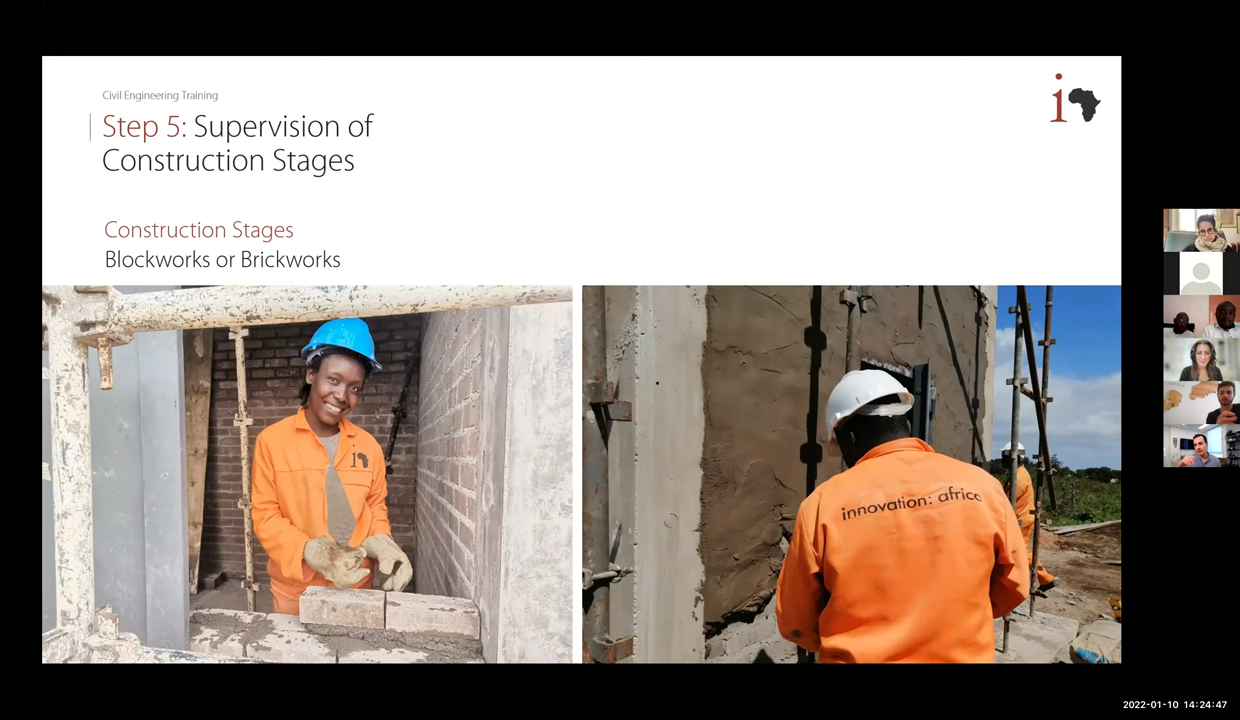 Civil Engineering Training
Step 5: Supervision of
Construction Stages
i
Construction Stages
Blockworks or Brickworks
i
innovation: africa
2022-01-10 14:24:47